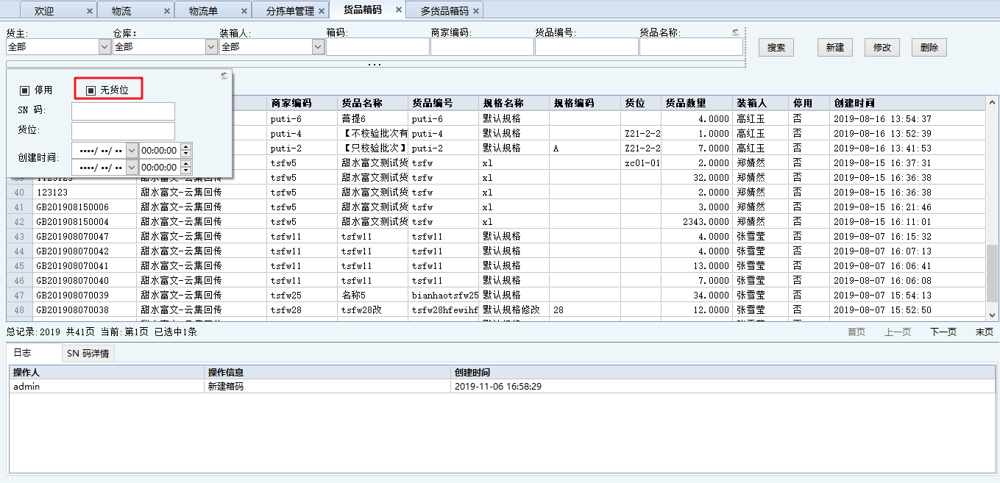 欢迎 物流 物流单 分拣单管理 货品箱码 多货品箱码
货主: 仓库: 装箱人: 箱码: 商家编码: 货品编号: 货品名称:
全部 全部 全部 搜索 新建 修改 删除
...
停用 无货位
SN 码:
货位:
创建时间: ••••/ ••/ •• 00:00:00
••••/ ••/ •• 00:00:00
商家编码 货品名称 货品编号 规格名称 规格编码 货位 货品数量 装箱人 停用 创建时间
puti-6 菩提6 puti-6 默认规格 4.0000 高红玉 否 2019-08-16 13:54:37
puti-4 【不校验批次有 puti-4 默认规格 Z21-2-2 1.0000 高红玉 否 2019-08-16 13:52:39
puti-2 【只校验批次】 puti-2 默认规格 A Z21-2-2 7.0000 高红玉 否 2019-08-16 13:41:53
tsfw5 甜水富文测试货 tsfw xl zc01-01 2.0000 郑婧然 否 2019-08-15 16:37:31
39 1123123 甜水富文-云集回传 tsfw5 甜水富文测试货 tsfw xl 32.0000 郑婧然 否 2019-08-15 16:36:38
40 123123 甜水富文-云集回传 tsfw5 甜水富文测试货 tsfw xl 2.0000 郑婧然 否 2019-08-15 16:36:38
41 GB201908150006 甜水富文-云集回传 tsfw5 甜水富文测试货 tsfw xl 3.0000 郑婧然 否 2019-08-15 16:21:46
42 GB201908150004 甜水富文-云集回传 tsfw5 甜水富文测试货 tsfw xl 2343.0000 郑婧然 否 2019-08-15 16:11:01
43 GB201908070047 甜水富文-云集回传 tsfw11 tsfw11 tsfw11 默认规格 4.0000 张雪莹 否 2019-08-07 16:15:32
44 GB201908070042 甜水富文-云集回传 tsfw11 tsfw11 tsfw11 默认规格 4.0000 张雪莹 否 2019-08-07 16:07:13
45 GB201908070041 甜水富文-云集回传 tsfw11 tsfw11 tsfw11 默认规格 13.0000 张雪莹 否 2019-08-07 16:06:41
46 GB201908070040 甜水富文-云集回传 tsfw11 tsfw11 tsfw11 默认规格 7.0000 张雪莹 否 2019-08-07 16:06:08
47 GB201908070039 甜水富文-云集回传 tsfw25 名称5 bianhaotsfw25 默认规格 34.0000 张雪莹 否 2019-08-07 15:54:13
48 GB201908070038 甜水富文-云集回传 tsfw28 tsfw28改 tsfw28hfewihf 默认规格修改 28 12.0000 张雪莹 否 2019-08-07 15:52:50
总记录:2019 共41页 当前:第1页 已选中1条 首页 上一页 下一页 末页
日志 SN 码详情
操作人 操作信息 创建时间
admin 新建箱码 2019-11-06 16:58:29